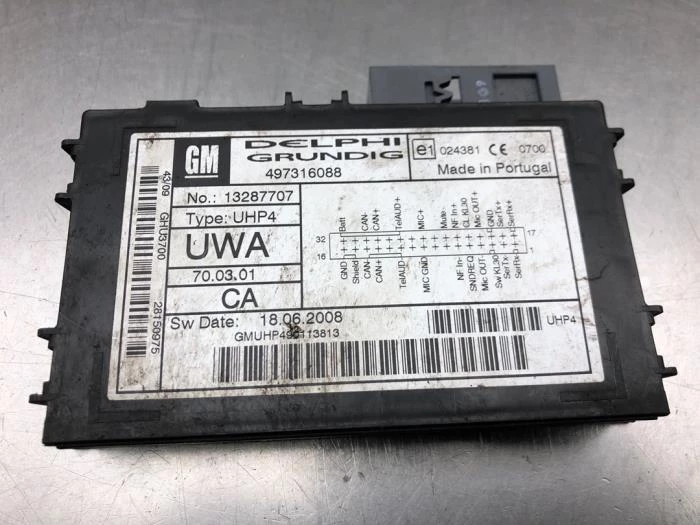 GM
DELPHI
GRUNDIG
497316088
e1 024381 CE 0700
Made in Portugal
No.: 13287707
Type: UHP4
UWA
70.03.01
CA
Sw Date: 18.06.2008
43/09 GHU3700 28150975
Batt CAN- CAN+ TelAUD+ MIC+ Mute- NF In+ CL KL30 Mic OUT+ GND SerTx+ SerRx+
32 17
16 1
GND Shield CAN- CAN+ TelAUD- MIC GND NF In- SNDREQ Mic OUT- Sw KL30 SerTx- SerRx-
UHP4